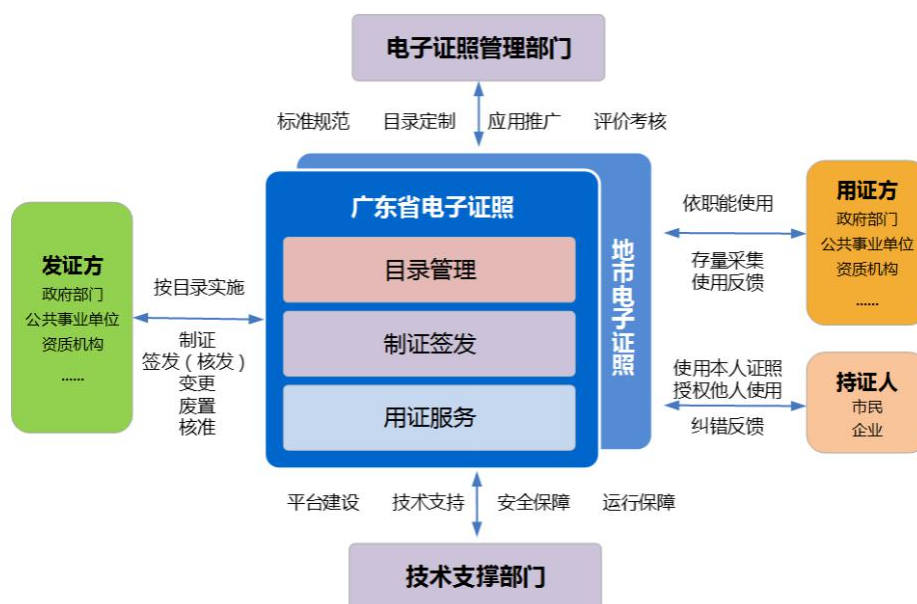 电子证照管理部门
标准规范 目录定制 应用推广 评价考核
广东省电子证照
目录管理
制证签发
用证服务
地市电子证照
发证方
政府部门
公共事业单位
资质机构
......
按目录实施
制证
签发（核发）
变更
废置
核准
依职能使用
存量采集
使用反馈
用证方
政府部门
公共事业单位
资质机构
......
使用本人证照
授权他人使用
纠错反馈
持证人
市民
企业
平台建设 技术支持 安全保障 运行保障
技术支撑部门